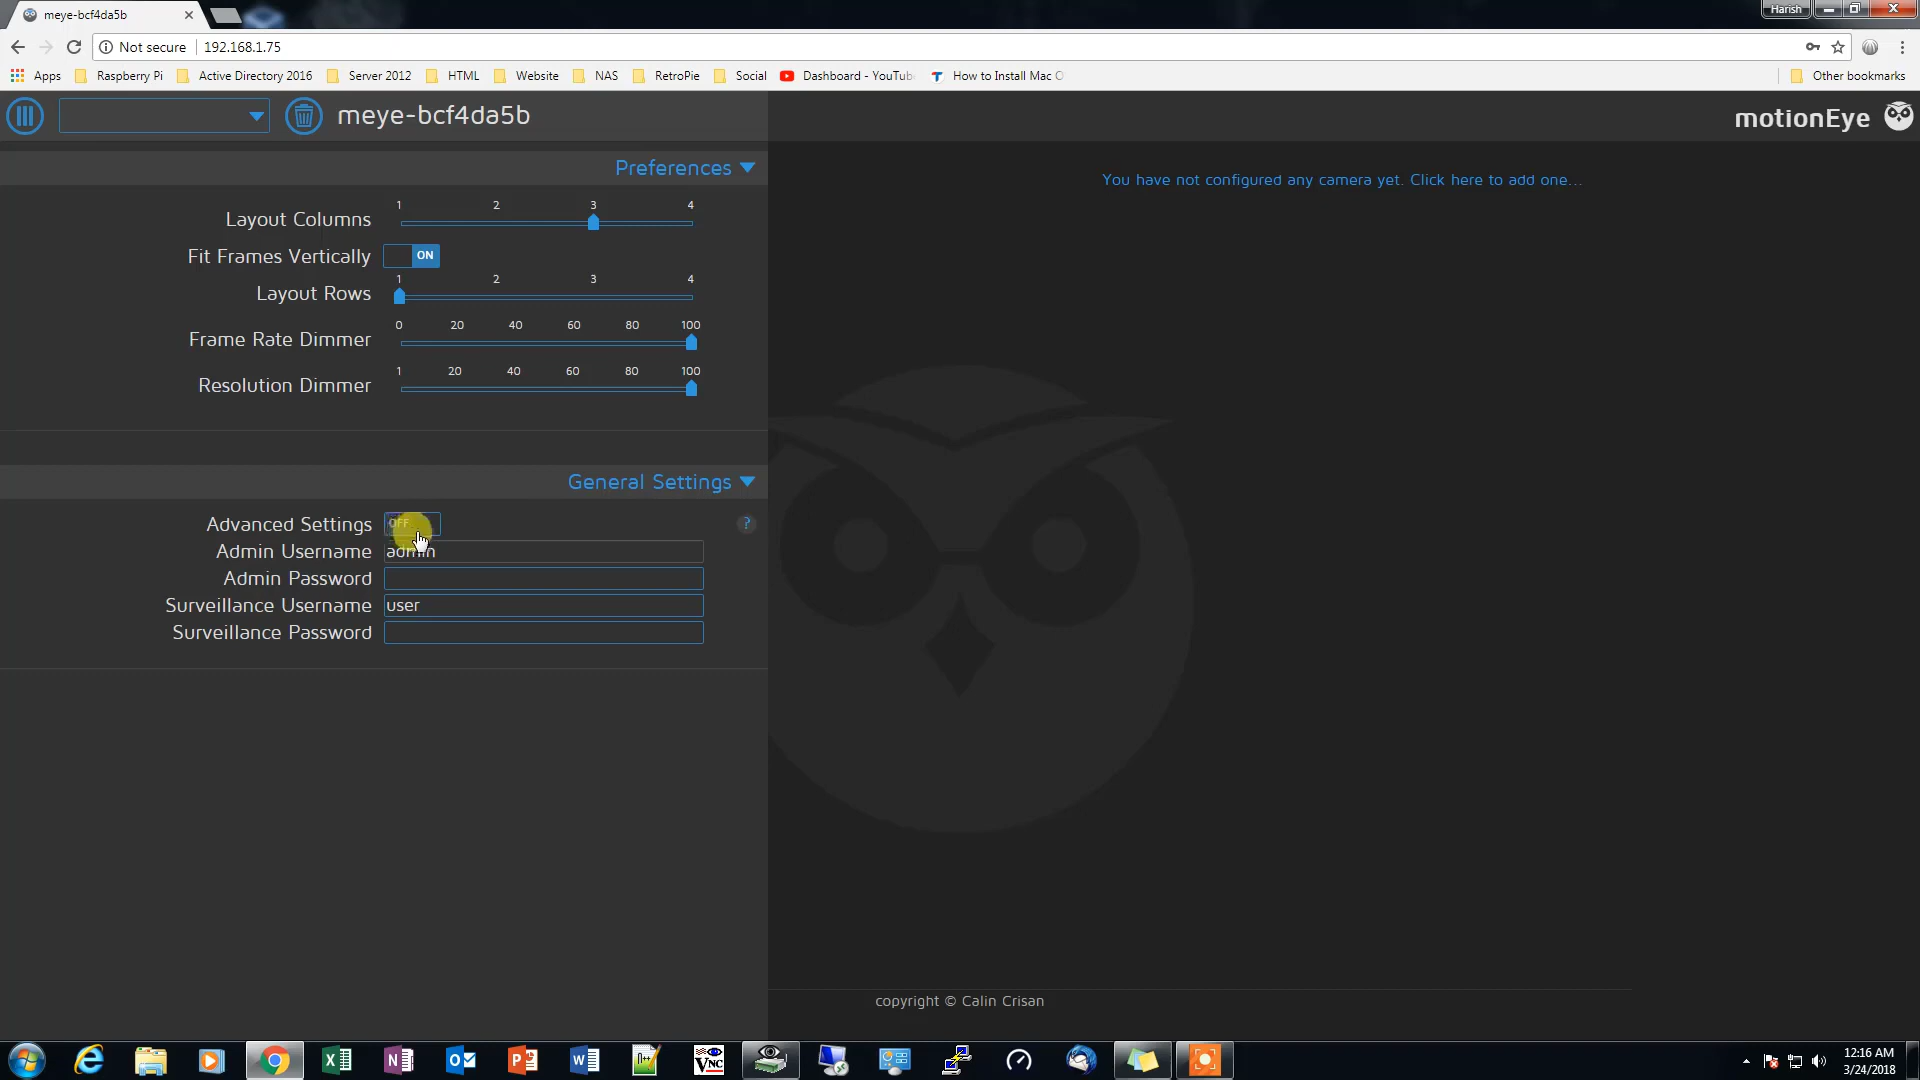 meye-bcf4da5b
Harish
Not secure 192.168.1.75
Apps Raspberry Pi Active Directory 2016 Server 2012 HTML Website NAS RetroPie Social Dashboard - YouTub How to Install Mac O Other bookmarks
meye-bcf4da5b
motionEye
Preferences
You have not configured any camera yet. Click here to add one...
1 2 3 4
Layout Columns
Fit Frames Vertically ON
1 2 3 4
Layout Rows
0 20 40 60 80 100
Frame Rate Dimmer
1 20 40 60 80 100
Resolution Dimmer
General Settings
Advanced Settings OFF ?
Admin Username admin
Admin Password
Surveillance Username user
Surveillance Password
copyright © Calin Crisan
12:16 AM
3/24/2018